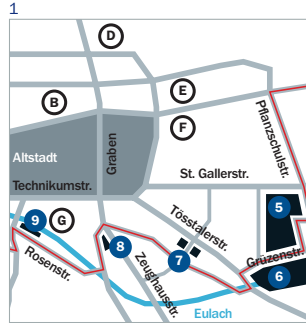 1
D
E
B
F
Pflanzschulstr.
Altstadt
Graben
St. Gallerstr.
Technikumstr.
5
9
G
8
Tösstalerstr.
7
Rosenstr.
Zeughausstr.
Grüzenstr.
6
Eulach